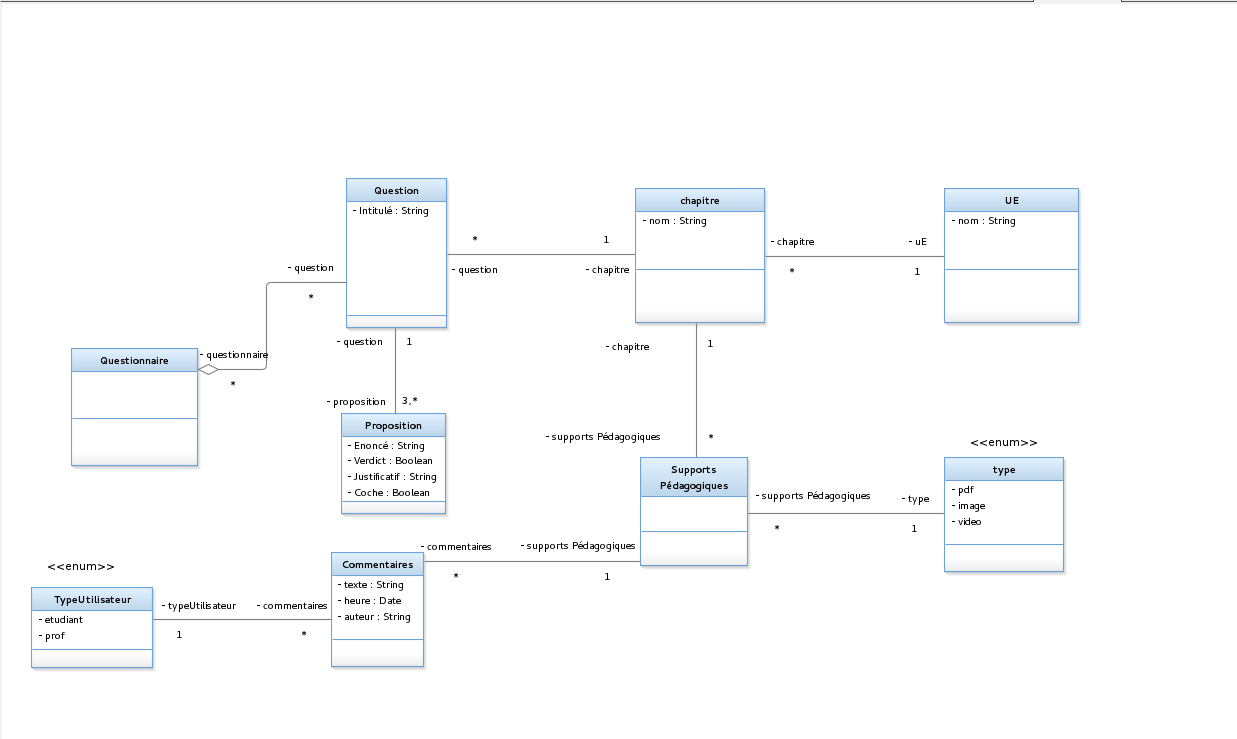 Question
- Intitulé : String
chapitre
- nom : String
UE
- nom : String
*
1
- question
- chapitre
- chapitre
- uE
*
1
- question
*
Questionnaire
- questionnaire
*
- question
1
- proposition
3,*
Proposition
- Enoncé : String
- Verdict : Boolean
- Justificatif : String
- Coche : Boolean
- chapitre
1
- supports Pédagogiques
*
Supports
Pédagogiques
<<enum>>
type
- pdf
- image
- video
- supports Pédagogiques
- type
*
1
- commentaires
- supports Pédagogiques
*
1
Commentaires
- texte : String
- heure : Date
- auteur : String
<<enum>>
TypeUtilisateur
- etudiant
- prof
- typeUtilisateur
- commentaires
1
*